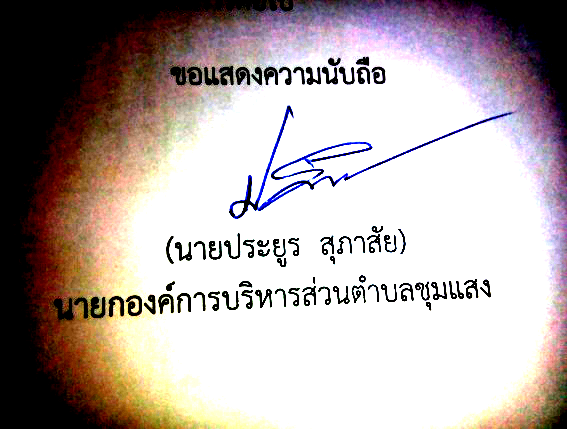 ขอแสดงความนับถือ
(นายประยูร สุภาสัย)
นายกองค์การบริหารส่วนตำบลชุมแสง